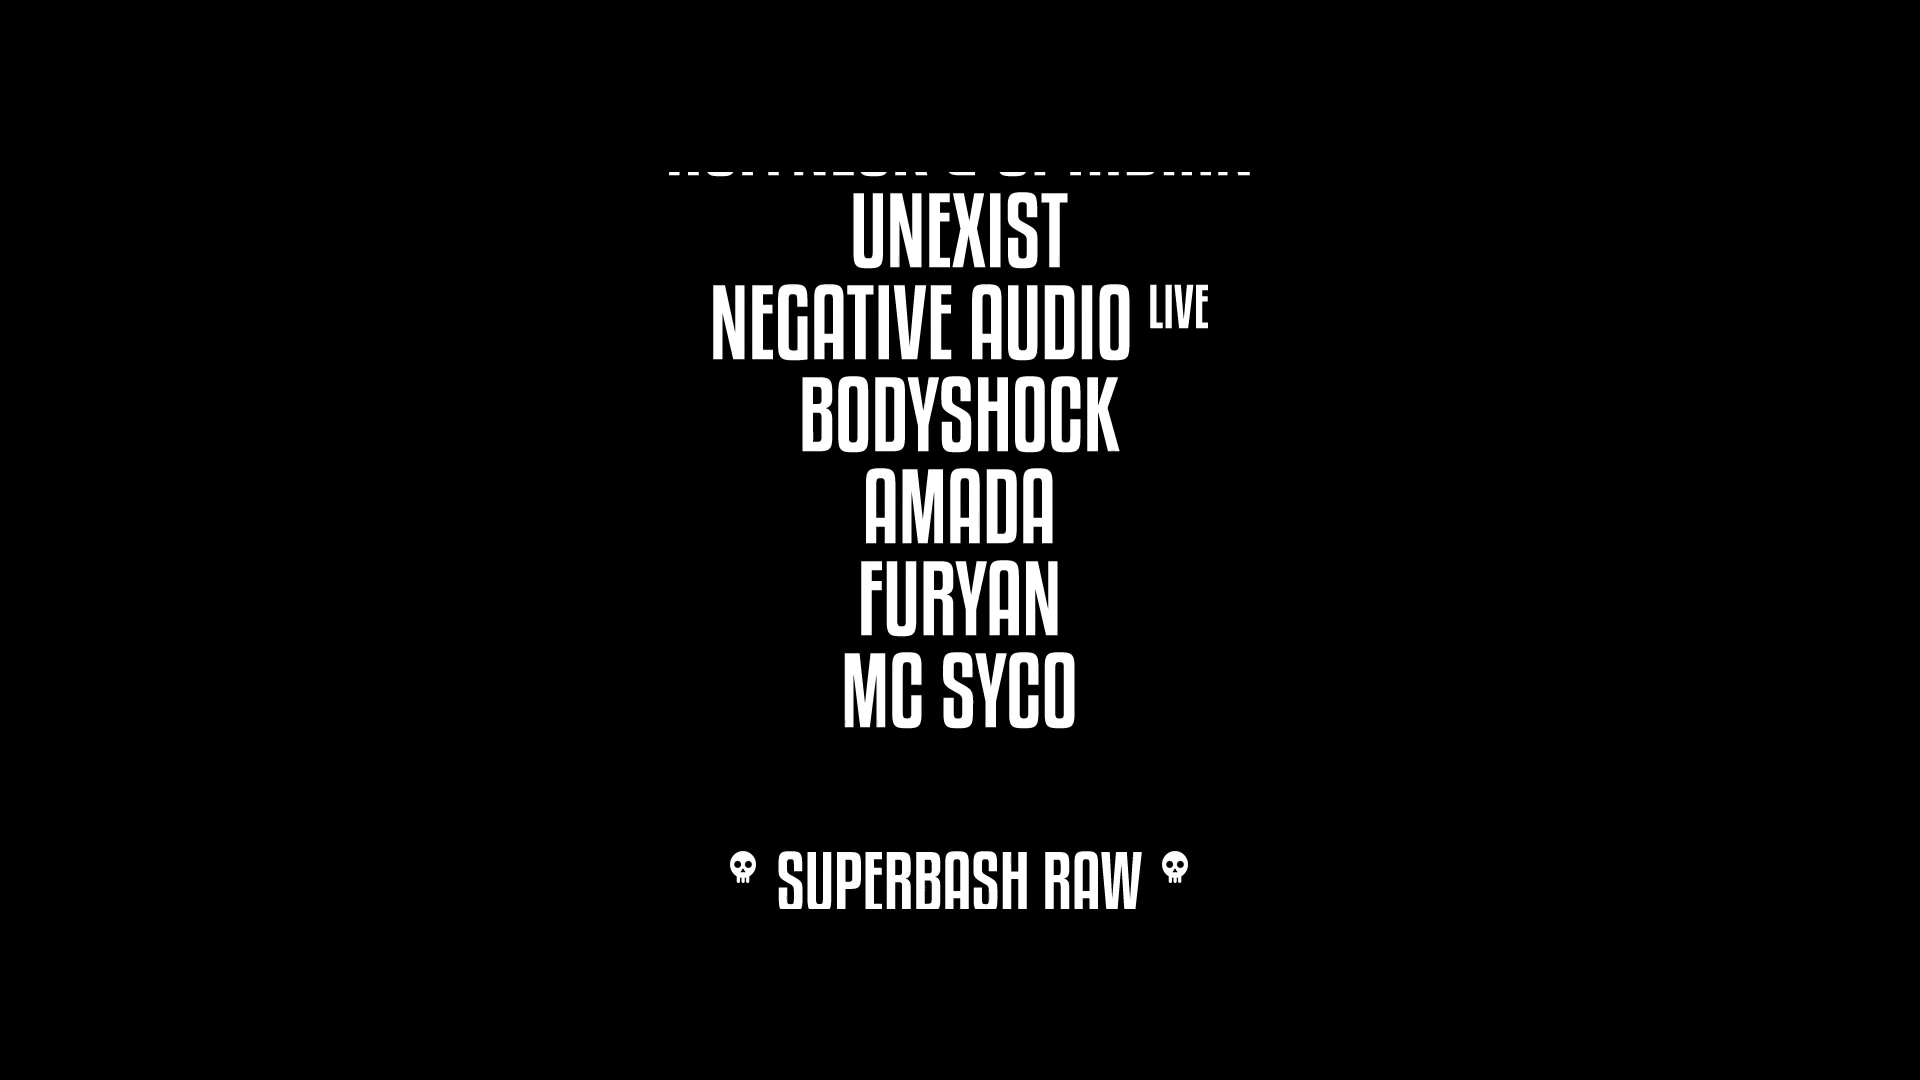 UNEXIST
NEGATIVE AUDIO LIVE
BODYSHOCK
AMADA
FURYAN
MC SYCO
SUPERBASH RAW